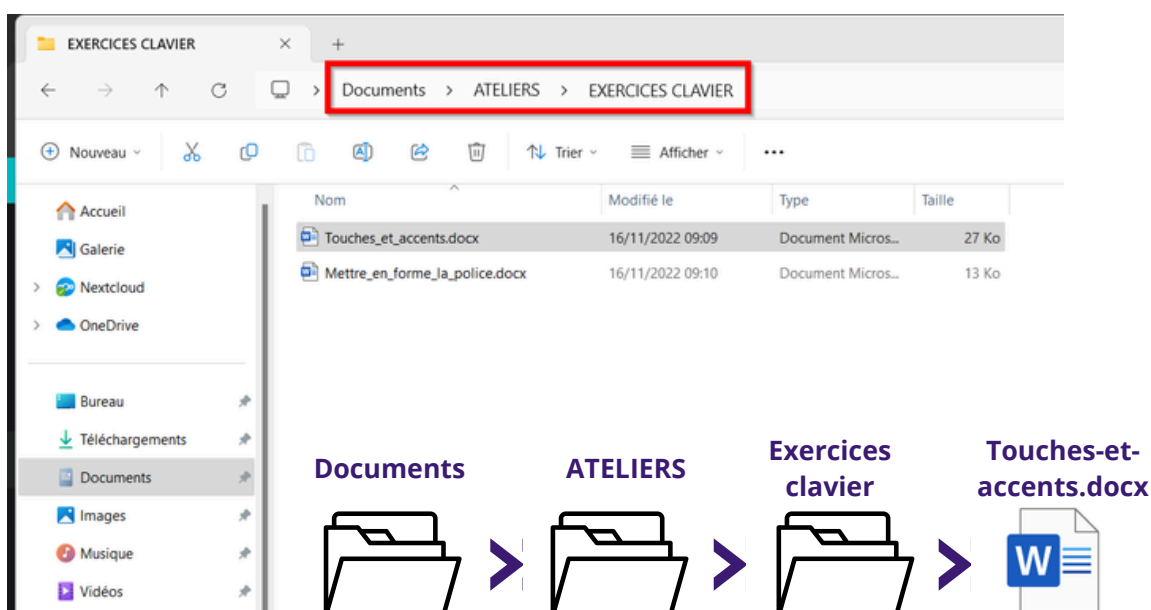 EXERCICES CLAVIER
Documents > ATELIERS > EXERCICES CLAVIER
Nouveau
Trier
Afficher
Nom Modifié le Type Taille
Touches_et_accents.docx 16/11/2022 09:09 Document Micros... 27 Ko
Mettre_en_forme_la_police.docx 16/11/2022 09:10 Document Micros... 13 Ko
Accueil
Galerie
Nextcloud
OneDrive
Bureau
Téléchargements
Documents
Images
Musique
Vidéos
Documents
ATELIERS
Exercices
clavier
Touches-et-
accents.docx
W